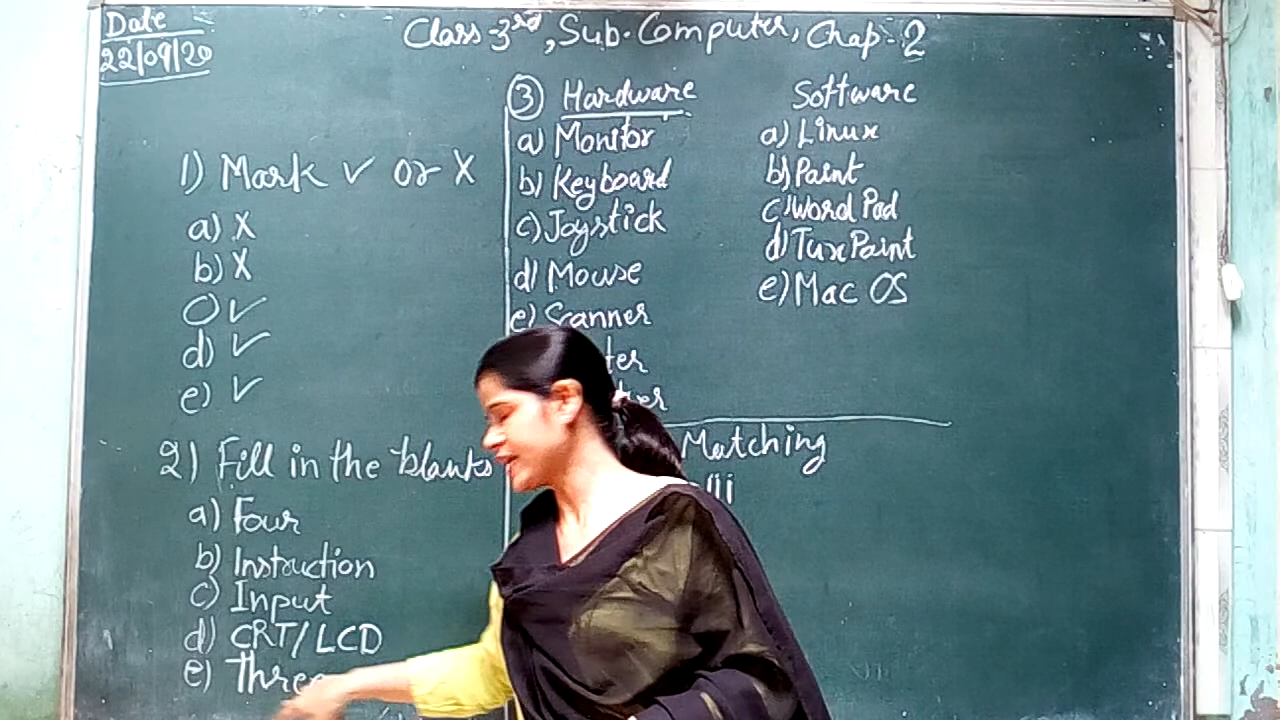 Date
22/09/20
Class-3rd, Sub. Computer, Chap-2
1) Mark ✓ or X
a) X
b) X
c) ✓
d) ✓
e) ✓
2) Fill in the blanks
a) Four
b) Instruction
c) Input
d) CRT/LCD
e) Three
③ Hardware
a) Monitor
b) Keyboard
c) Joystick
d) Mouse
e) Scanner
Software
a) Linux
b) Paint
c) Word Pad
d) Tux Paint
e) Mac OS
Matching